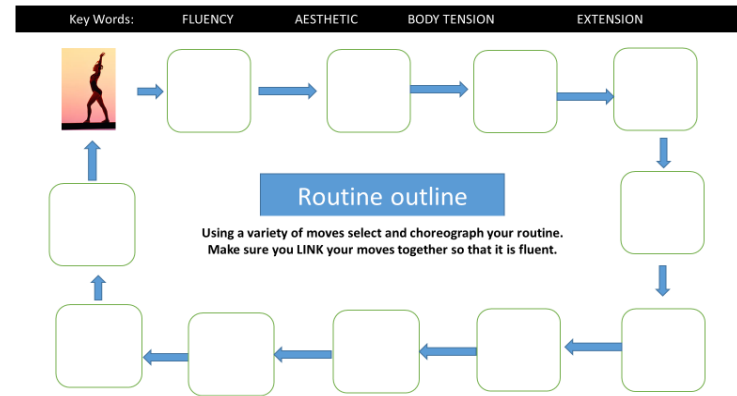 Key Words: FLUENCY AESTHETIC BODY TENSION EXTENSION
Routine outline
Using a variety of moves select and choreograph your routine.
Make sure you LINK your moves together so that it is fluent.